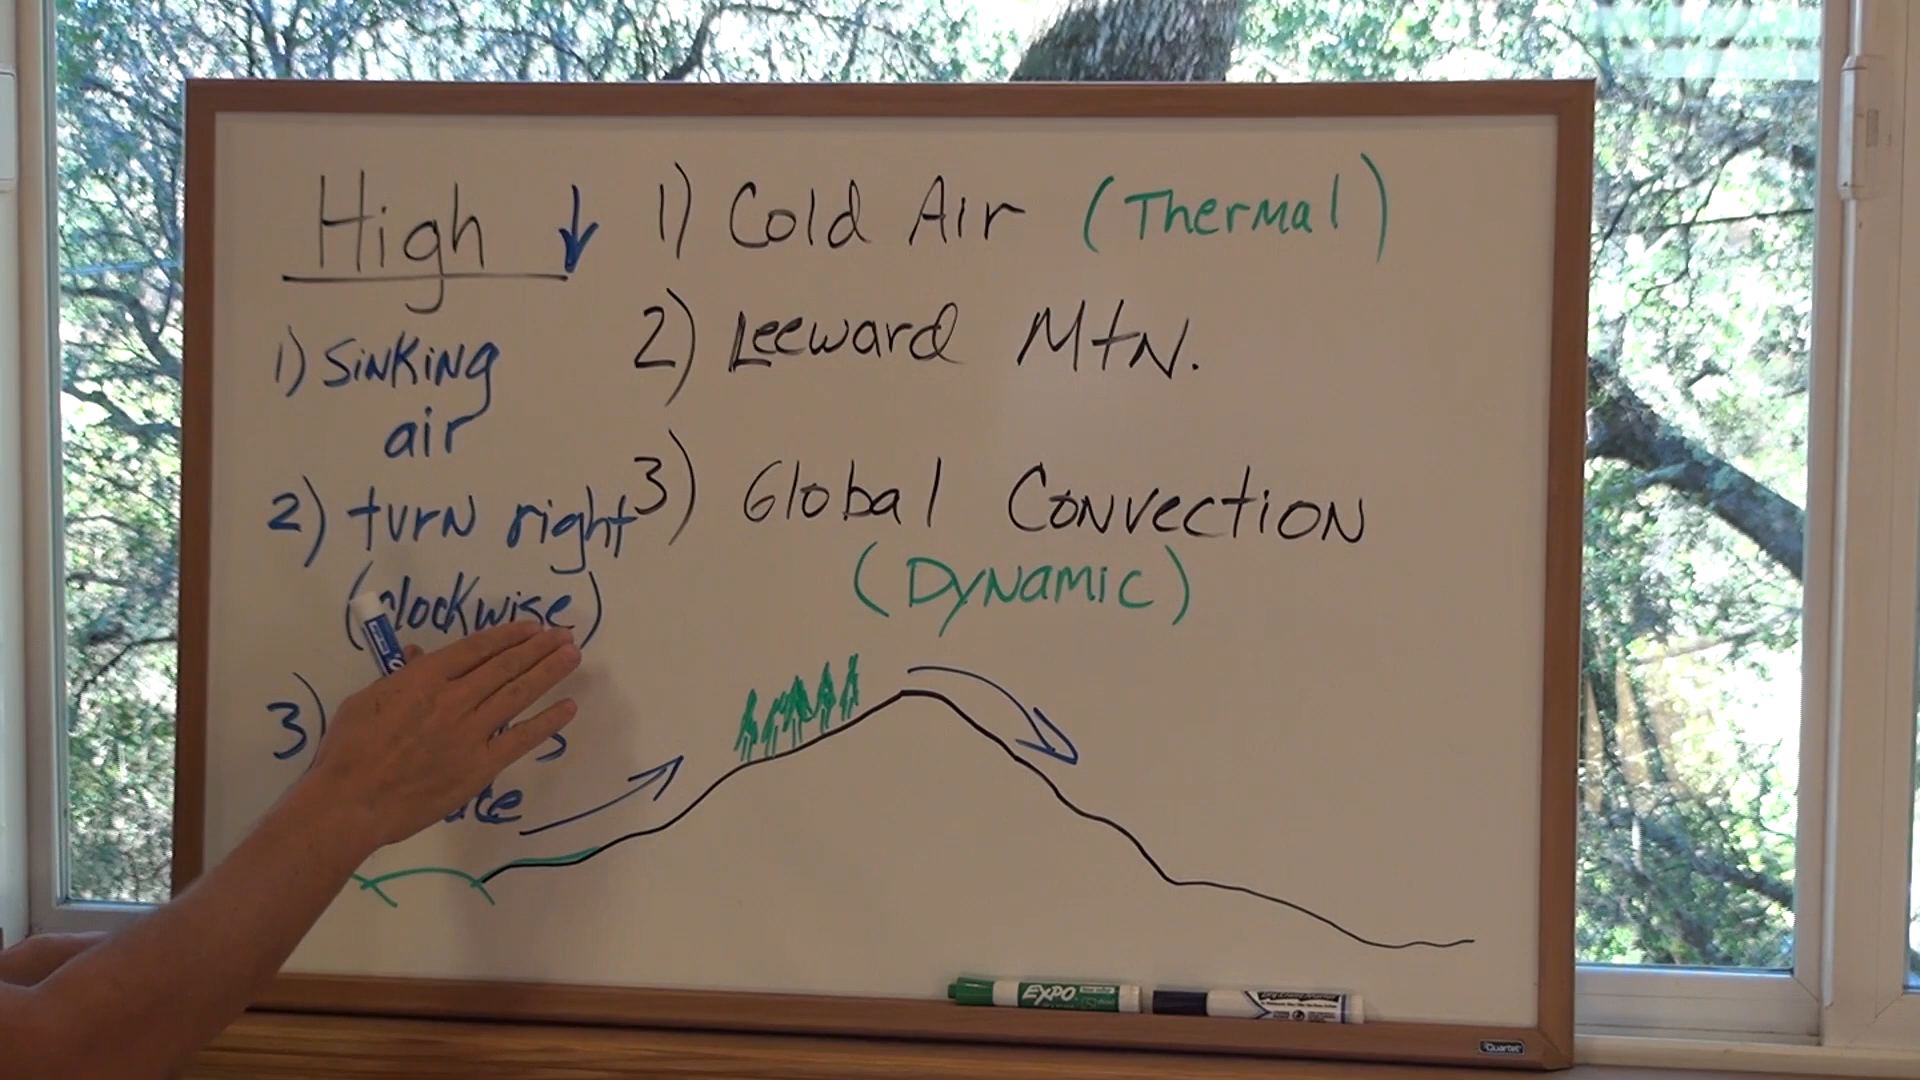 High
1) Sinking
air
2) turn right
(clockwise)
3)
1) Cold Air (Thermal)
2) Leeward Mtn.
3) Global Convection
(Dynamic)
EXPO
Quartet